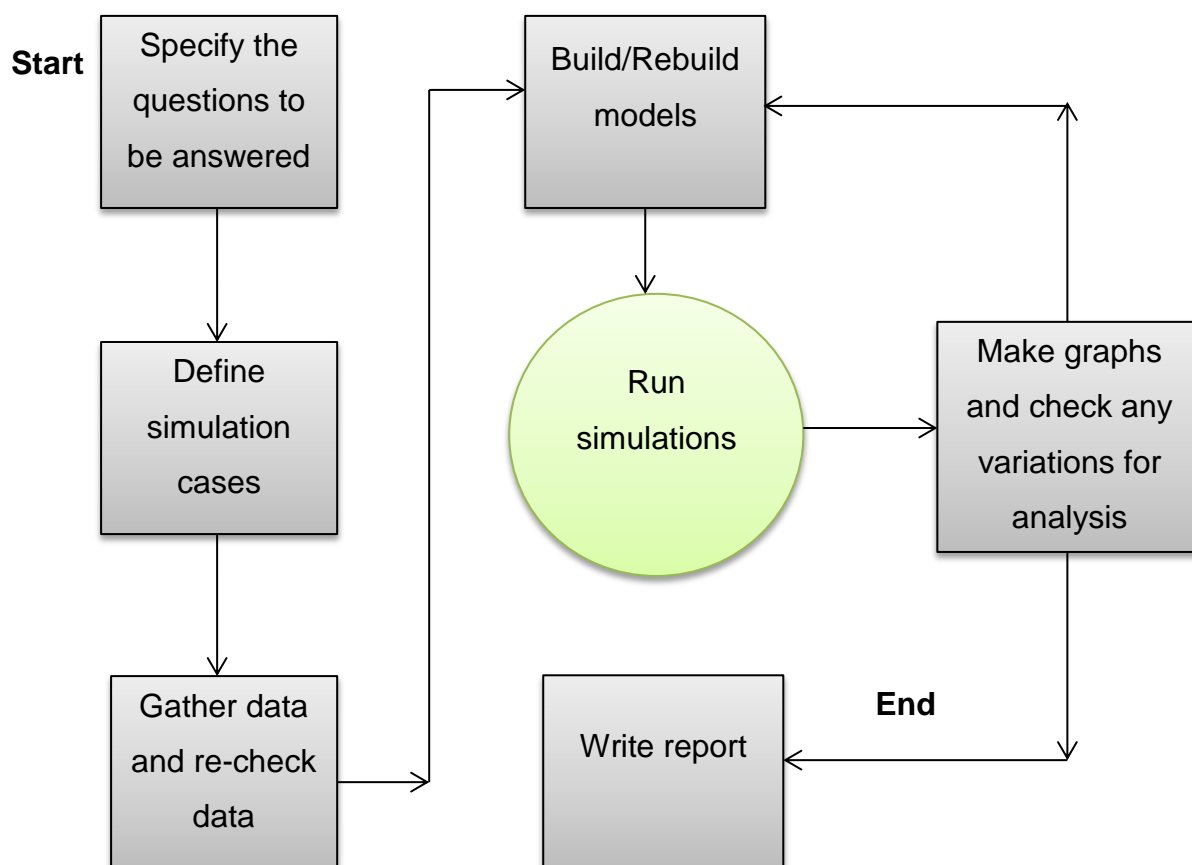 Start
Specify the
questions to
be answered
Define
simulation
cases
Gather data
and re-check
data
Build/Rebuild
models
Run
simulations
Make graphs
and check any
variations for
analysis
End
Write report